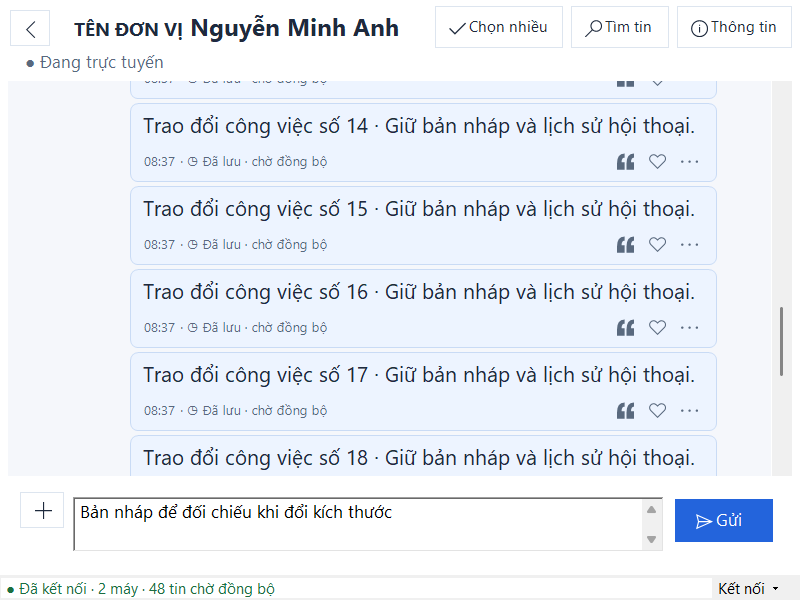 TÊN ĐƠN VỊ Nguyễn Minh Anh
Chọn nhiều
Tìm tin
Thông tin
● Đang trực tuyến
08:37 · Đã lưu · chờ đồng bộ
Trao đổi công việc số 14 · Giữ bản nháp và lịch sử hội thoại.
08:37 · Đã lưu · chờ đồng bộ
Trao đổi công việc số 15 · Giữ bản nháp và lịch sử hội thoại.
08:37 · Đã lưu · chờ đồng bộ
Trao đổi công việc số 16 · Giữ bản nháp và lịch sử hội thoại.
08:37 · Đã lưu · chờ đồng bộ
Trao đổi công việc số 17 · Giữ bản nháp và lịch sử hội thoại.
08:37 · Đã lưu · chờ đồng bộ
Trao đổi công việc số 18 · Giữ bản nháp và lịch sử hội thoại.
Bản nháp để đối chiếu khi đổi kích thước
Gửi
● Đã kết nối · 2 máy · 48 tin chờ đồng bộ
Kết nối